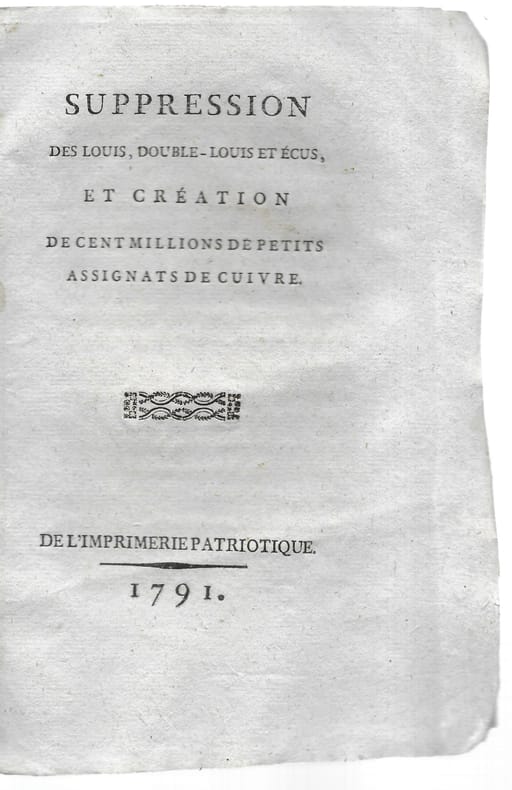 SUPPRESSION
DES LOUIS, DOUBLE-LOUIS ET ÉCUS,
ET CRÉATION
DE CENT MILLIONS DE PETITS
ASSIGNATS DE CUIVRE.
DE L'IMPRIMERIE PATRIOTIQUE.
1791.